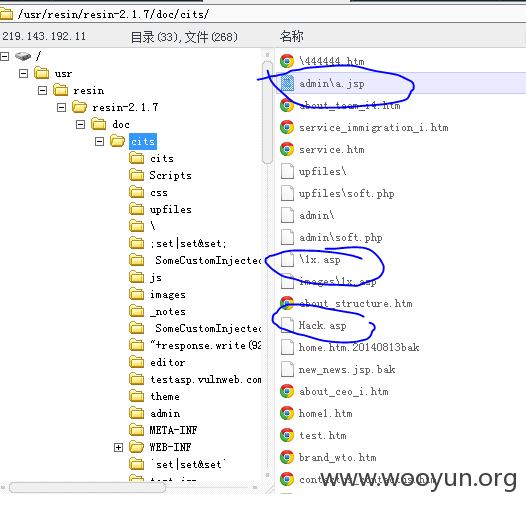 /usr/resin/resin-2.1.7/doc/cits/
219.143.192.11 目录(33),文件(268) 名称
/
usr
resin
resin-2.1.7
doc
cits
cits
Scripts
css
upfiles
\
;set|set&set;
SomeCustomInjected
js
images
_notes
SomeCustomInjected
"+response.write(92
editor
testasp.vulnweb.com
theme
admin
META-INF
WEB-INF
`set|set&set`
\444444.htm
admin\a.jsp
about_team_i4.htm
service_immigration_i.htm
service.htm
upfiles\
upfiles\soft.php
admin\
admin\soft.php
\1x.asp
images\1x.asp
about_structure.htm
Hack.asp
home.htm.20140813bak
new_news.jsp.bak
about_ceo_i.htm
home1.htm
test.htm
brand_wto.htm
www.wooyun.org